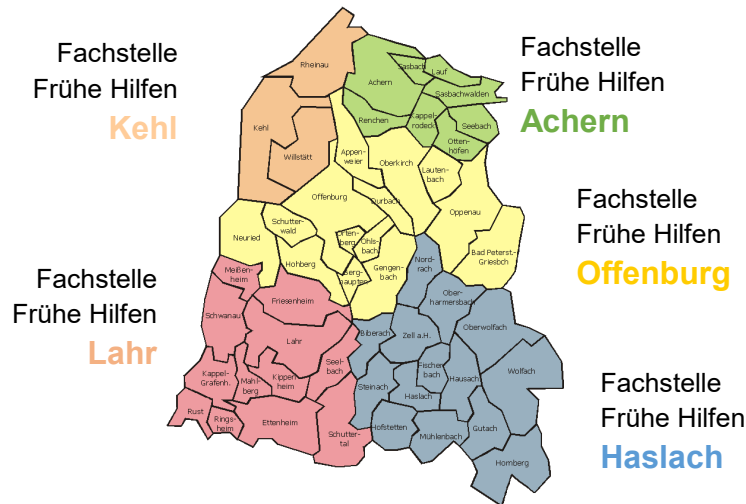 Fachstelle
Frühe Hilfen
Kehl
Fachstelle
Frühe Hilfen
Achern
Fachstelle
Frühe Hilfen
Offenburg
Fachstelle
Frühe Hilfen
Lahr
Fachstelle
Frühe Hilfen
Haslach
Rheinau
Kehl
Willstätt
Achern
Sasbach
Lauf
Sasbachwalden
Renchen
Kappel-
rodeck
Seebach
Otten-
höfen
Appen-
weier
Oberkirch
Lauten-
bach
Offenburg
Durbach
Oppenau
Schutter-
wald
Neuried
Orten-
berg
Ohls-
bach
Hohberg
Berg-
haupten
Gengen-
bach
Bad Peterst.-
Griesbch
Meißen-
heim
Friesenheim
Schwanau
Lahr
Seel-
bach
Kappel-
Grafenh.
Mahl-
berg
Kippen
heim
Rust
Rings-
heim
Ettenheim
Schutter-
tal
Nord-
rach
Ober-
harmersbach
Biberach
Zell a.H.
Oberwolfach
Fischer
bach
Wolfach
Steinach
Haslach
Hausach
Hofstetten
Mühlenbach
Gutach
Hornberg